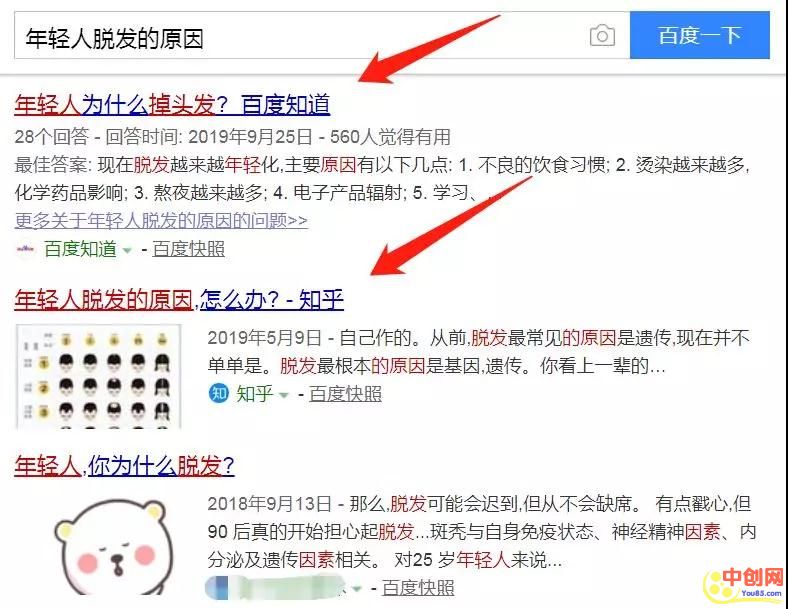 年轻人脱发的原因
百度一下
年轻人为什么掉头发? 百度知道
28个回答 - 回答时间: 2019年9月25日 - 560人觉得有用
最佳答案: 现在脱发越来越年轻化,主要原因有以下几点: 1. 不良的饮食习惯; 2. 烫染越来越多,
化学药品影响; 3. 熬夜越来越多; 4. 电子产品辐射; 5. 学习、...
更多关于年轻人脱发的原因的问题>>
百度知道 - 百度快照
年轻人脱发的原因,怎么办? - 知乎
2019年5月9日 - 自己作的。从前,脱发最常见的原因是遗传,现在并不
单单是。脱发最根本的原因是基因,遗传。你看上一辈的...
知 知乎 - 百度快照
年轻人,你为什么脱发?
2018年9月13日 - 那么,脱发可能会迟到,但从不会缺席。 有点戳心,但
90 后真的开始担心起脱发...斑秃与自身免疫状态、神经精神因素、内
分泌及遗传因素相关。 对25 岁年轻人来说...
- 百度快照
中创网
You85.com